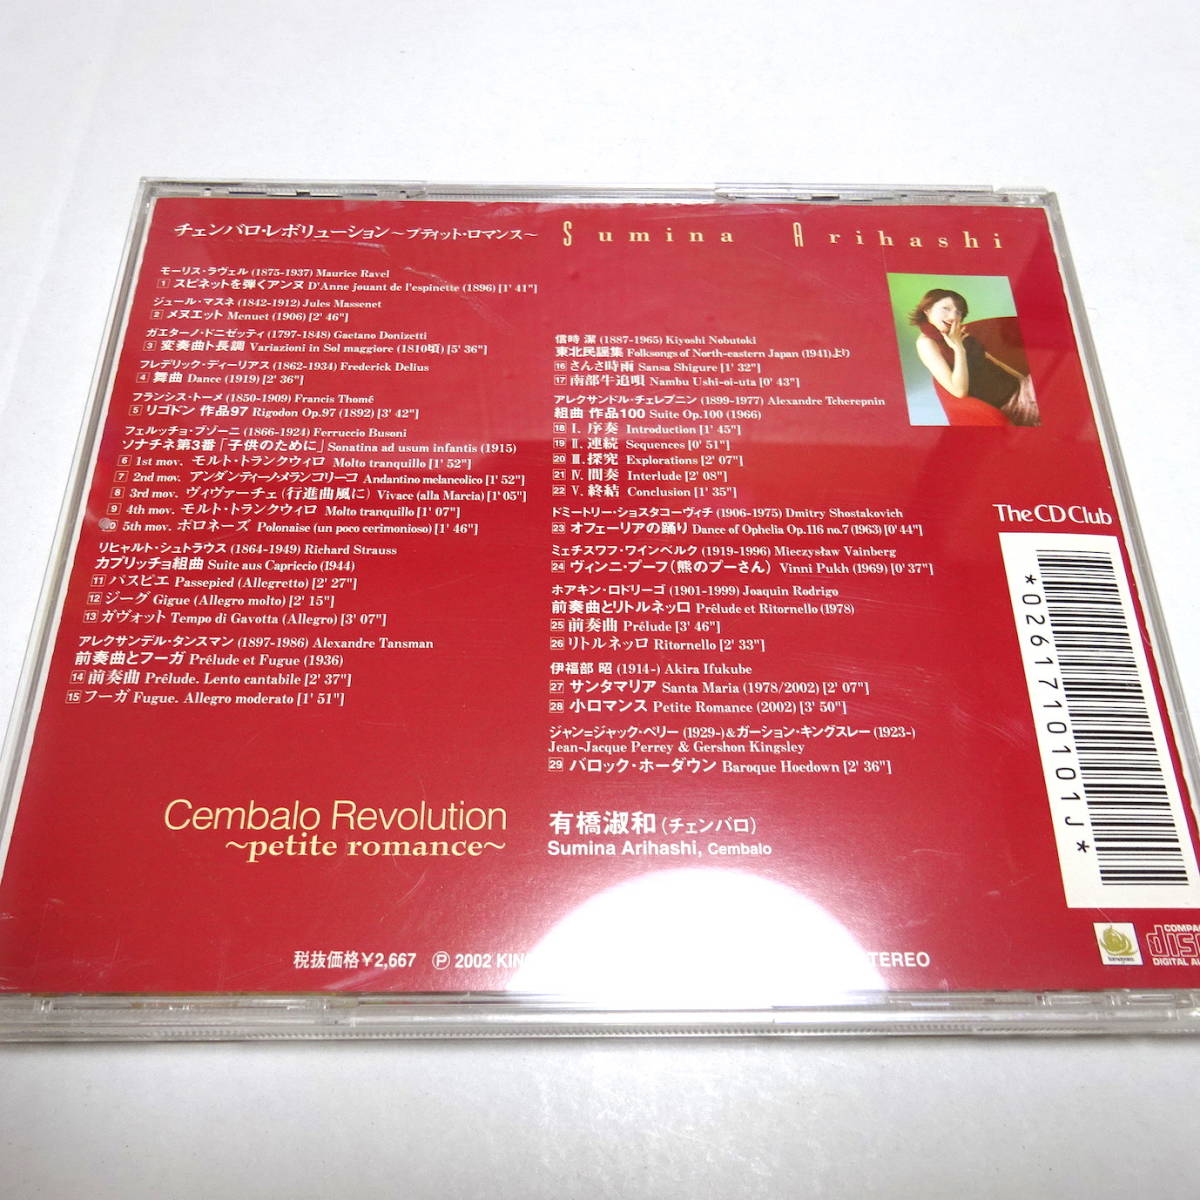 チェンバロ・レボリューション～プティット・ロマンス～
Sumina Arihashi
モーリス・ラヴェル (1875-1937) Maurice Ravel
1 スピネットを弾くアンヌ D'Anne jouant de l'espinette (1896) [1' 41"]
ジュール・マスネ (1842-1912) Jules Massenet
2 メヌエット Menuet (1906) [2' 46"]
ガエターノ・ドニゼッティ (1797-1848) Gaetano Donizetti
3 変奏曲ト長調 Variazioni in Sol maggiore (1810頃) [5' 36"]
フレデリック・ディーリアス (1862-1934) Frederick Delius
4 舞曲 Dance (1919) [2' 36"]
フランシス・トーメ (1850-1909) Francis Thomé
5 リゴドン 作品97 Rigodon Op.97 (1892) [3' 42"]
フェルッチョ・ブゾーニ (1866-1924) Ferruccio Busoni
ソナチネ第3番「子供のために」 Sonatina ad usum infantis (1915)
6 1st mov. モルト・トランクウィロ Molto tranquillo [1' 52"]
7 2nd mov. アンダンティーノ・メランコリーコ Andantino melancolico [1' 52"]
8 3rd mov. ヴィヴァーチェ (行進曲風に) Vivace (alla Marcia) [1' 05"]
9 4th mov. モルト・トランクウィロ Molto tranquillo [1' 07"]
10 5th mov. ポロネーズ Polonaise (un poco cerimonioso) [1' 46"]
リヒャルト・シュトラウス (1864-1949) Richard Strauss
カプリッチョ組曲 Suite aus Capriccio (1944)
11 パスピエ Passepied (Allegretto) [2' 27"]
12 ジーグ Gigue (Allegro molto) [2' 15"]
13 ガヴォット Tempo di Gavotta (Allegro) [3' 07"]
アレクサンデル・タンスマン (1897-1986) Alexandre Tansman
前奏曲とフーガ Prélude et Fugue (1936)
14 前奏曲 Prélude. Lento cantabile [2' 37"]
15 フーガ Fugue. Allegro moderato [1' 51"]
信時 潔 (1887-1965) Kiyoshi Nobutoki
東北民謡集 Folksongs of North-eastern Japan (1941)より
16 さんさ時雨 Sansa Shigure [1' 32"]
17 南部牛追唄 Nambu Ushi-oi-uta [0' 43"]
アレクサンドル・チェレプニン (1899-1977) Alexandre Tcherepnin
組曲 作品100 Suite Op.100 (1966)
18 I. 序奏 Introduction [1' 45"]
19 II. 連続 Sequences [0' 51"]
20 III. 探究 Explorations [2' 07"]
21 IV. 間奏 Interlude [2' 08"]
22 V. 終結 Conclusion [1' 35"]
ドミートリー・ショスタコーヴィチ (1906-1975) Dmitry Shostakovich
23 オフェーリアの踊り Dance of Ophelia Op.116 no.7 (1963) [0' 44"]
ミェチスワフ・ワインベルク (1919-1996) Mieczysław Vainberg
24 ヴィンニ・プーフ (熊のプーさん) Vinni Pukh (1969) [0' 37"]
ホアキン・ロドリーゴ (1901-1999) Joaquin Rodrigo
前奏曲とリトルネッロ Prélude et Ritornello (1978)
25 前奏曲 Prélude [3' 46"]
26 リトルネッロ Ritornello [2' 33"]
伊福部 昭 (1914-) Akira Ifukube
27 サンタマリア Santa Maria (1978/2002) [2' 07"]
28 小ロマンス Petite Romance (2002) [3' 50"]
ジャン=ジャック・ペリー (1929-) &ガーション・キングスレー (1923-)
Jean-Jacque Perrey & Gershon Kingsley
29 バロック・ホーダウン Baroque Hoedown [2' 36"]
Cembalo Revolution
～petite romance～
有橋淑和 (チェンバロ)
Sumina Arihashi, Cembalo
The CD Club
*0261710101J*
税抜価格¥2,667 Ⓟ 2002
STEREO
COMPACT
disc
DIGITAL